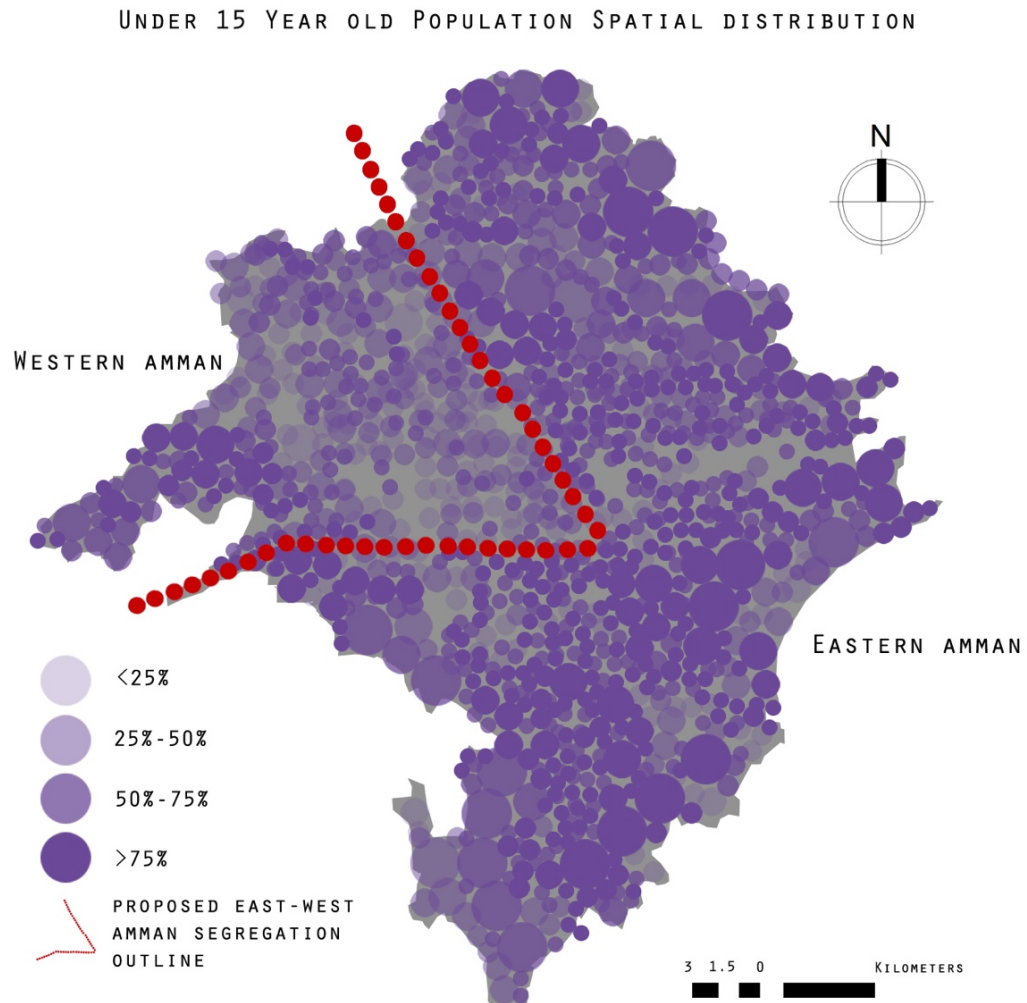 Under 15 Year old Population Spatial distribution
N
Western amman
Eastern amman
<25%
25%-50%
50%-75%
>75%
proposed east-west
amman segregation
outline
3 1.5 0 Kilometers